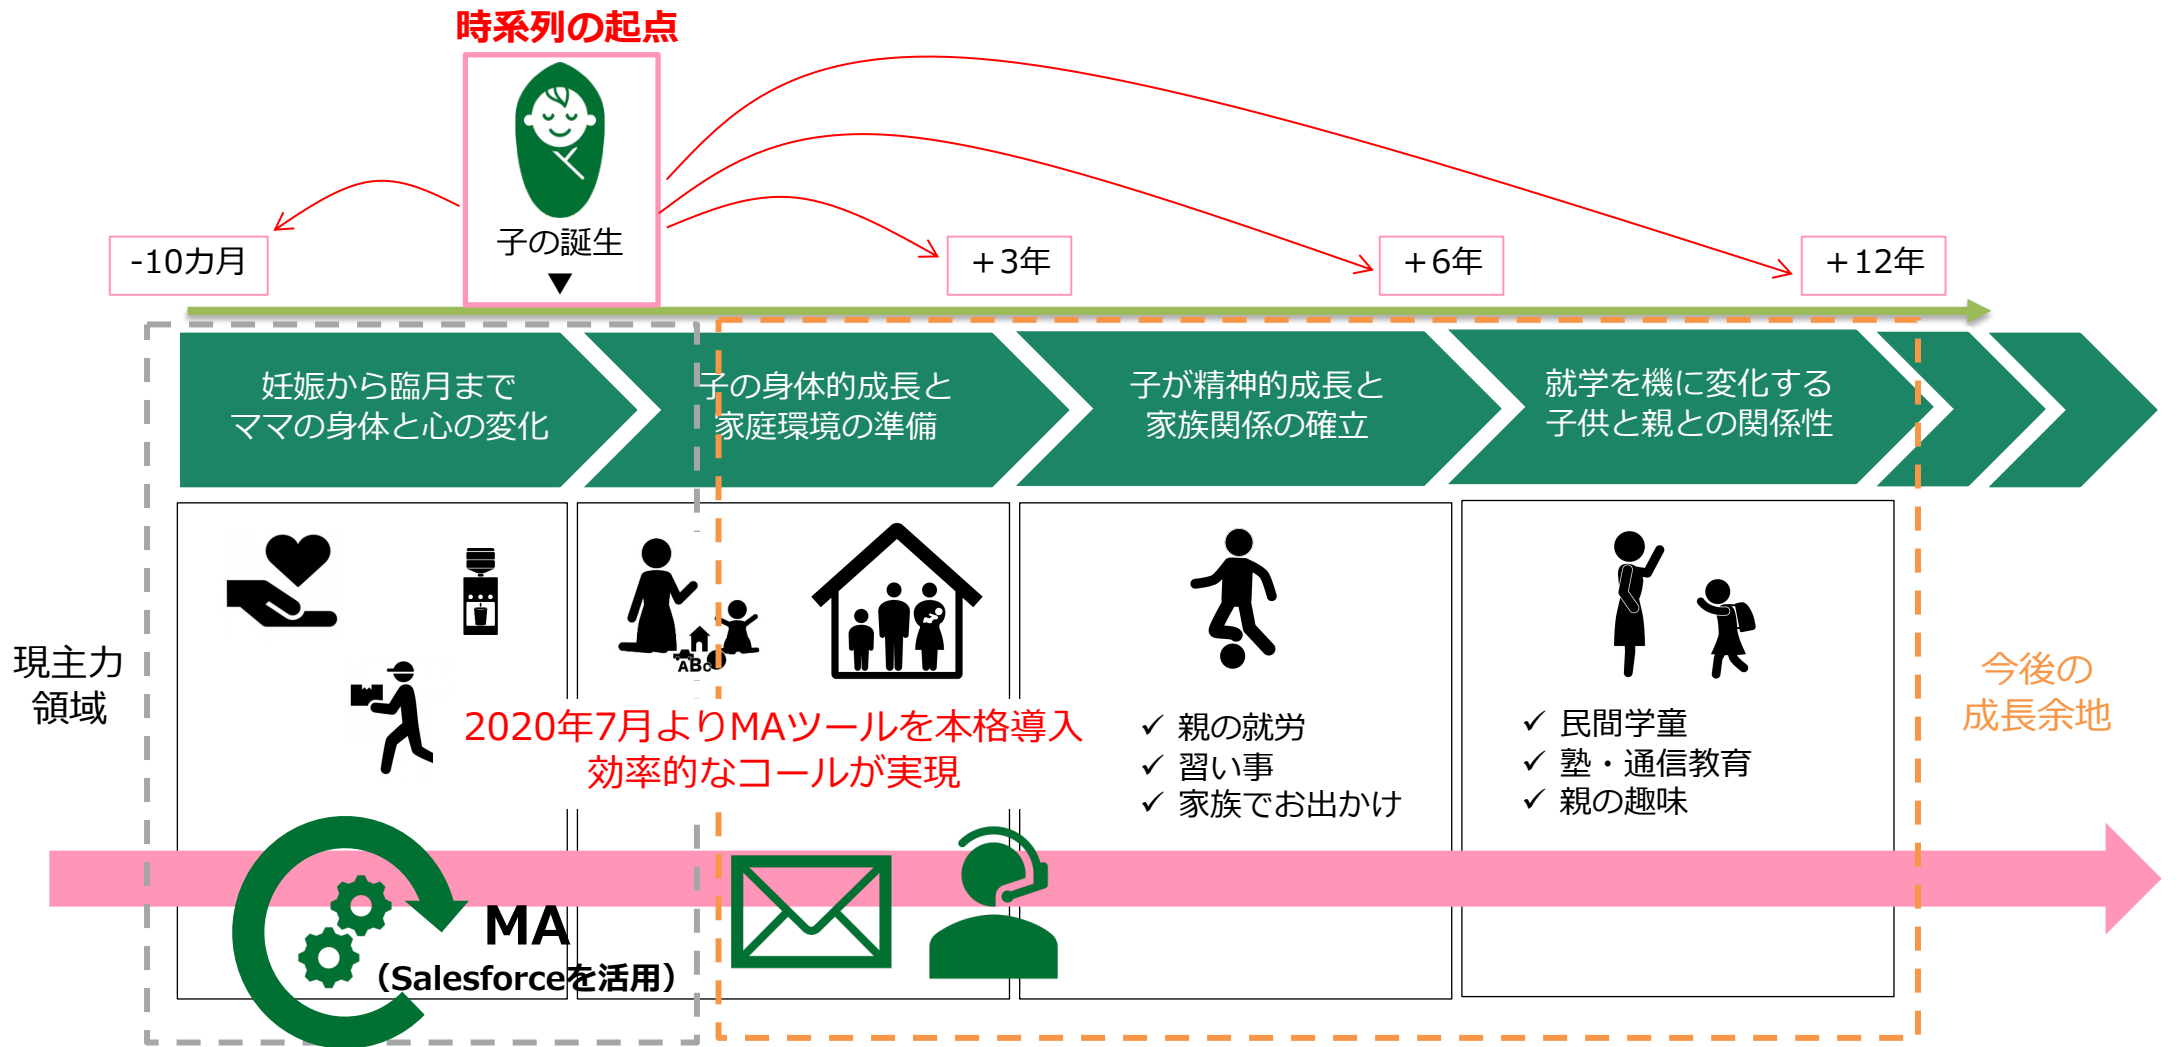 時系列の起点
子の誕生
▼
-10カ月
+3年
+6年
+12年
妊娠から臨月まで
ママの身体と心の変化
子の身体的成長と
家庭環境の準備
子が精神的成長と
家族関係の確立
就学を機に変化する
子供と親との関係性
現主力
領域
ABC
2020年7月よりMAツールを本格導入
効率的なコールが実現
✓ 親の就労
✓ 習い事
✓ 家族でお出かけ
✓ 民間学童
✓ 塾・通信教育
✓ 親の趣味
今後の
成長余地
MA
(Salesforceを活用)